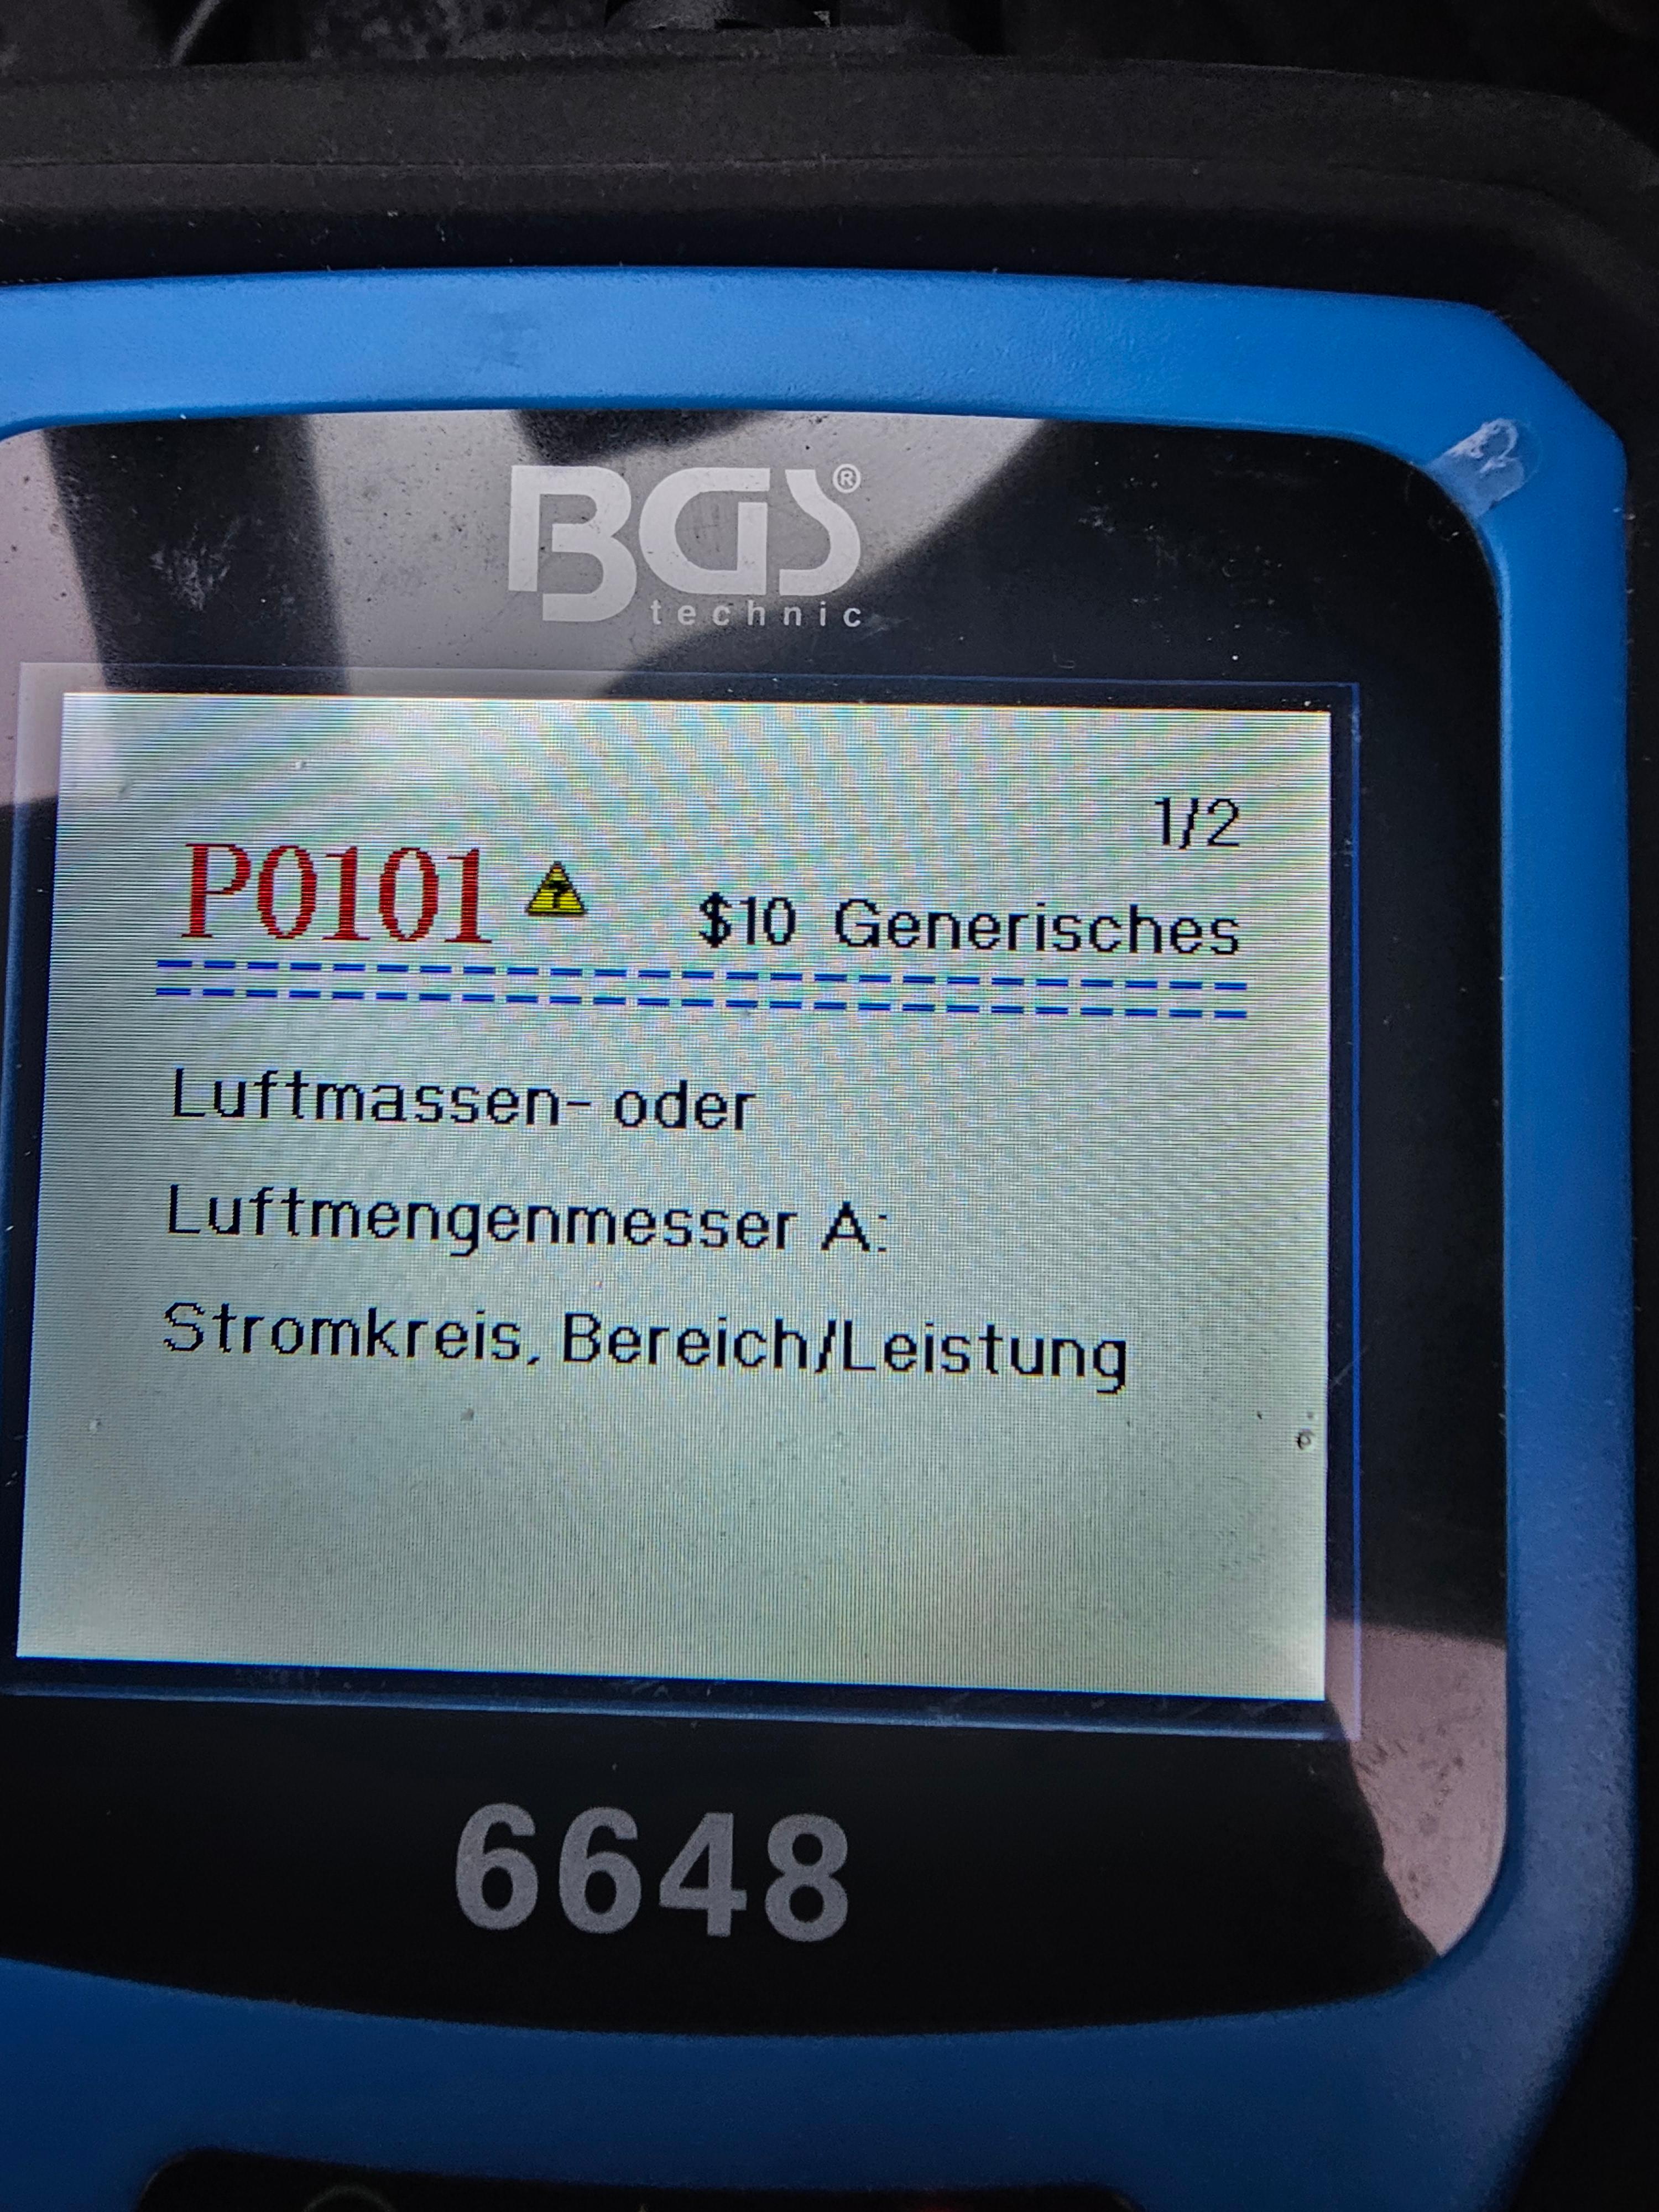 BGS®
technic
1/2
P0101 $10 Generisches
Luftmassen- oder
Luftmengenmesser A:
Stromkreis, Bereich/Leistung
6648